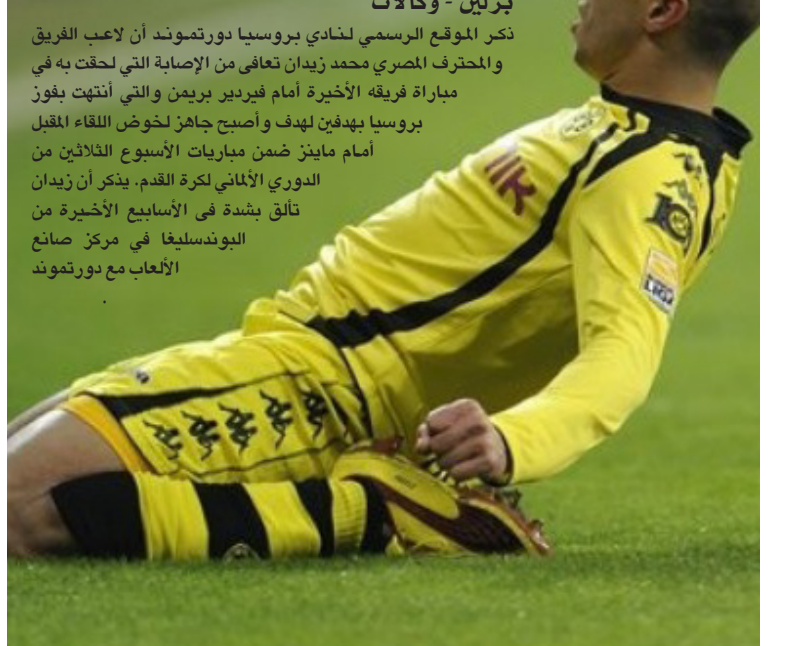 برلين - وكالات
ذكر الموقع الرسمي لنادي بروسيا دورتموند أن لاعب الفريق
والمحترف المصري محمد زيدان تعافى من الإصابة التي لحقت به في
مباراة فريقه الأخيرة أمام فيردير بريمن والتي أنتهت بفوز
بروسيا بهدفين لهدف وأصبح جاهز لخوض اللقاء المقبل
أمام ماينز ضمن مباريات الأسبوع الثلاثين من
الدوري الألماني لكرة القدم. يذكر أن زيدان
تألق بشدة فى الأسابيع الأخيرة من
البوندسليغا في مركز صانع
الألعاب مع دورتموند
.